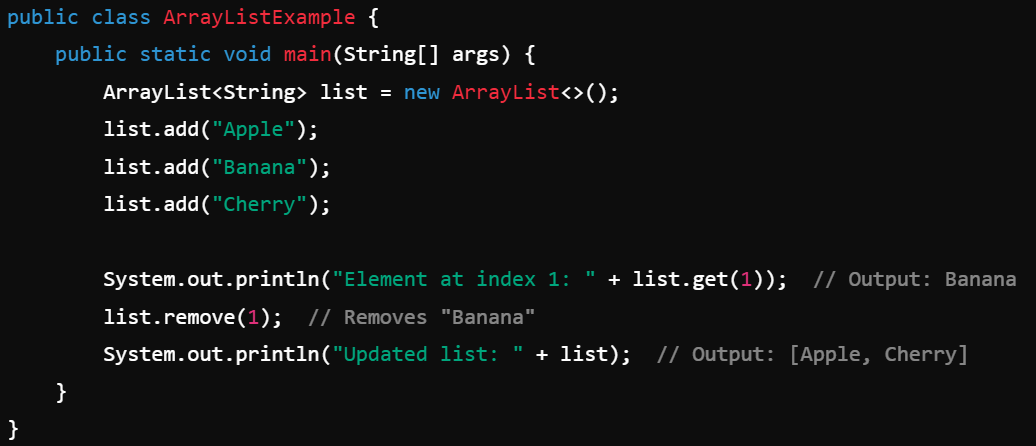 public class ArrayListExample {
    public static void main(String[] args) {
        ArrayList<String> list = new ArrayList<>();
        list.add("Apple");
        list.add("Banana");
        list.add("Cherry");

        System.out.println("Element at index 1: " + list.get(1));  // Output: Banana
        list.remove(1);  // Removes "Banana"
        System.out.println("Updated list: " + list);  // Output: [Apple, Cherry]
    }
}